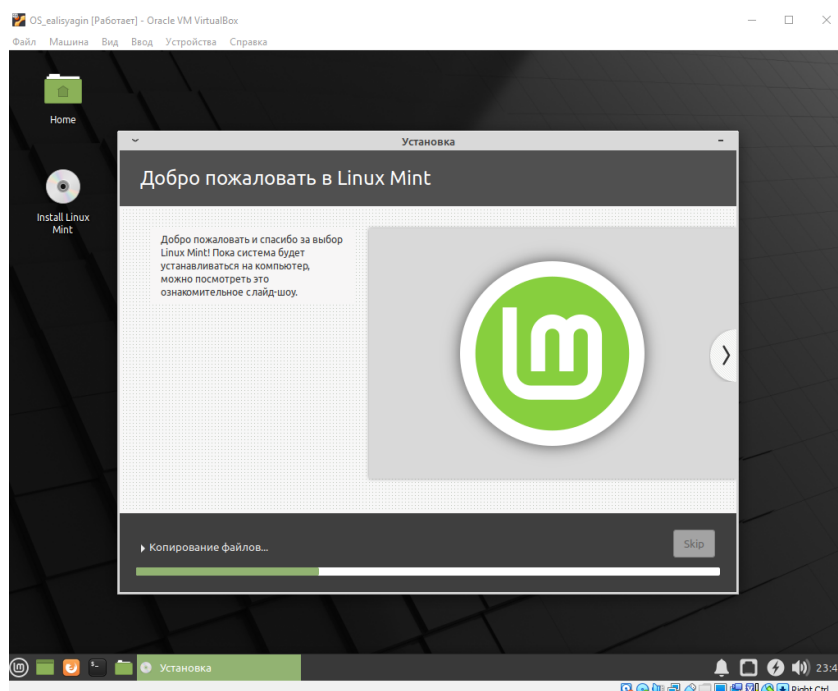 OS_ealisyagin [Работает] - Oracle VM VirtualBox
Файл Машина Вид Ввод Устройства Справка
Home
Install Linux
Mint
Установка
Добро пожаловать в Linux Mint
Добро пожаловать и спасибо за выбор
Linux Mint! Пока система будет
устанавливаться на компьютер,
можно посмотреть это
ознакомительное слайд-шоу.
Копирование файлов...
Skip
Установка
23:4
Right Ctrl